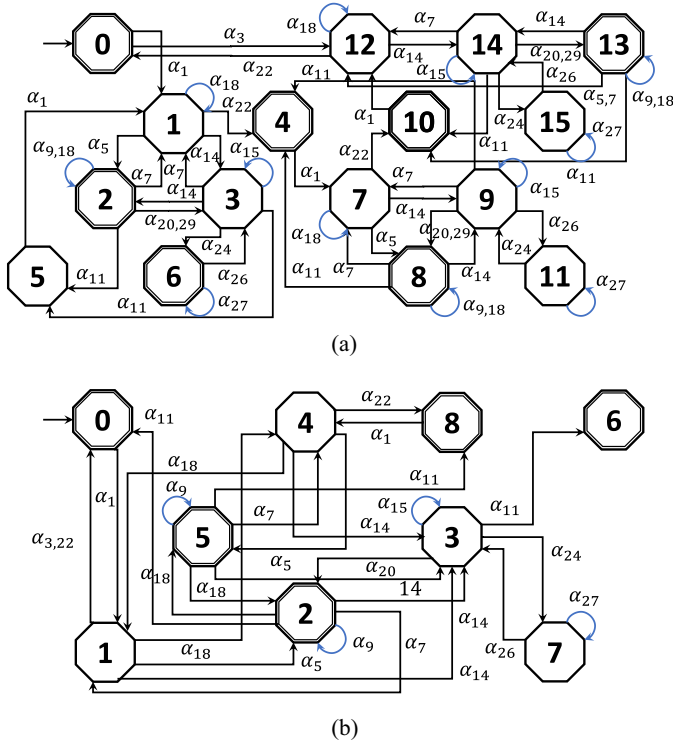 0 α3 α18 12 α7 14 α14 13
α1 α22 α14 α20,29
α18 α11 α15 α26 α5,7
α1 α22 4 α1 10 α24 15 α9,18
1 α11 α27
α5 α14 α15 α22 α11
α9,18 α7 α7 α1 α7 α15
2 α14 3 7 α14 9
α20,29 α18 α5 α20,29 α26
α24 α24
5 α11 6 α26 α11 α7 8 α14 11 α27
α11 α27 α9,18
(a)
0 α11 4 α22 8 6
α1
α18
α1 α9 α11
α7 α15 α11
α3,22 5 α14 3
α5 α20 α24
α18 α18 14 α27
2 α14
1 α18 α9 α7 α26 7
α5 α14
(b)